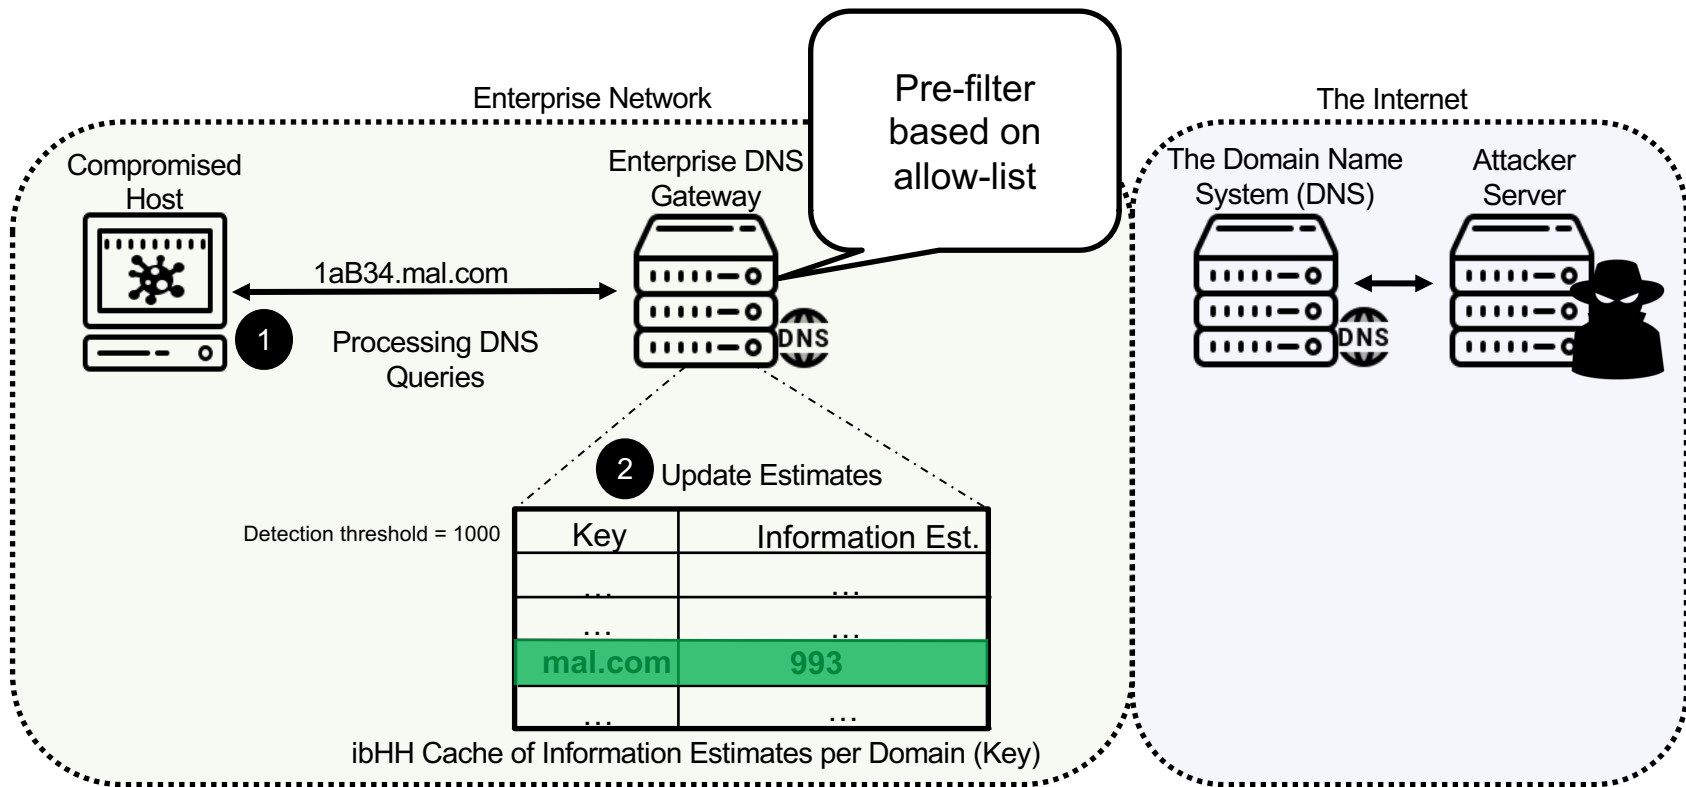 Enterprise Network
Pre-filter
based on
allow-list
The Internet
Compromised
Host
Enterprise DNS
Gateway
The Domain Name
System (DNS)
Attacker
Server
1aB34.mal.com
1
Processing DNS
Queries
DNS
DNS
2
Update Estimates
Detection threshold = 1000
Key Information Est.
... ...
... ...
mal.com 993
... ...
ibHH Cache of Information Estimates per Domain (Key)